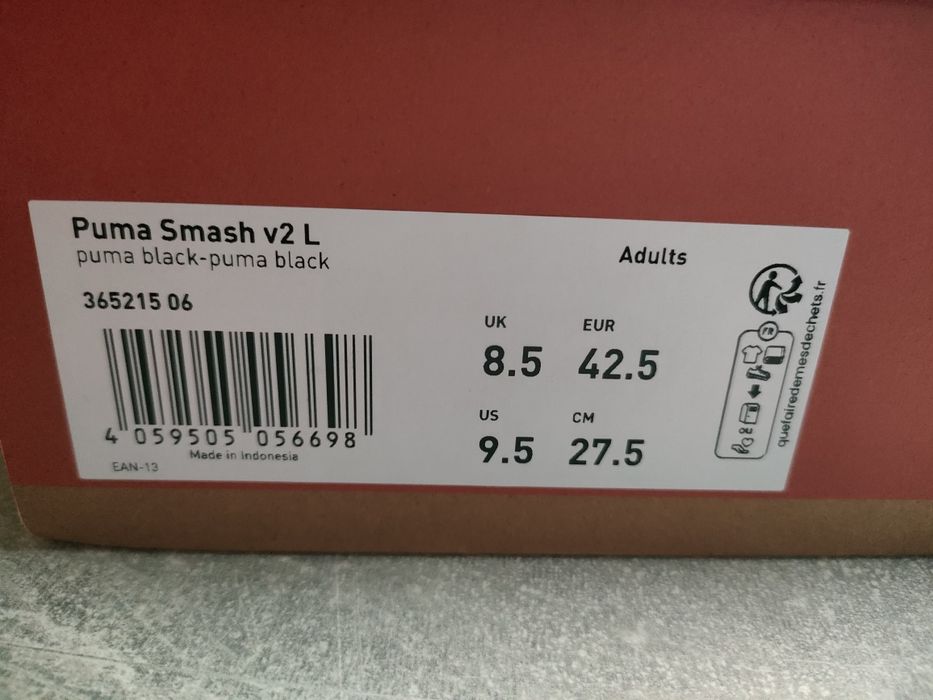 Puma Smash v2 L
puma black-puma black
Adults
365215 06
UK
EUR
8.5
42.5
US
CM
9.5
27.5
4 059505 056698
Made in Indonesia
EAN-13
FR
quefairedemesdechets.fr